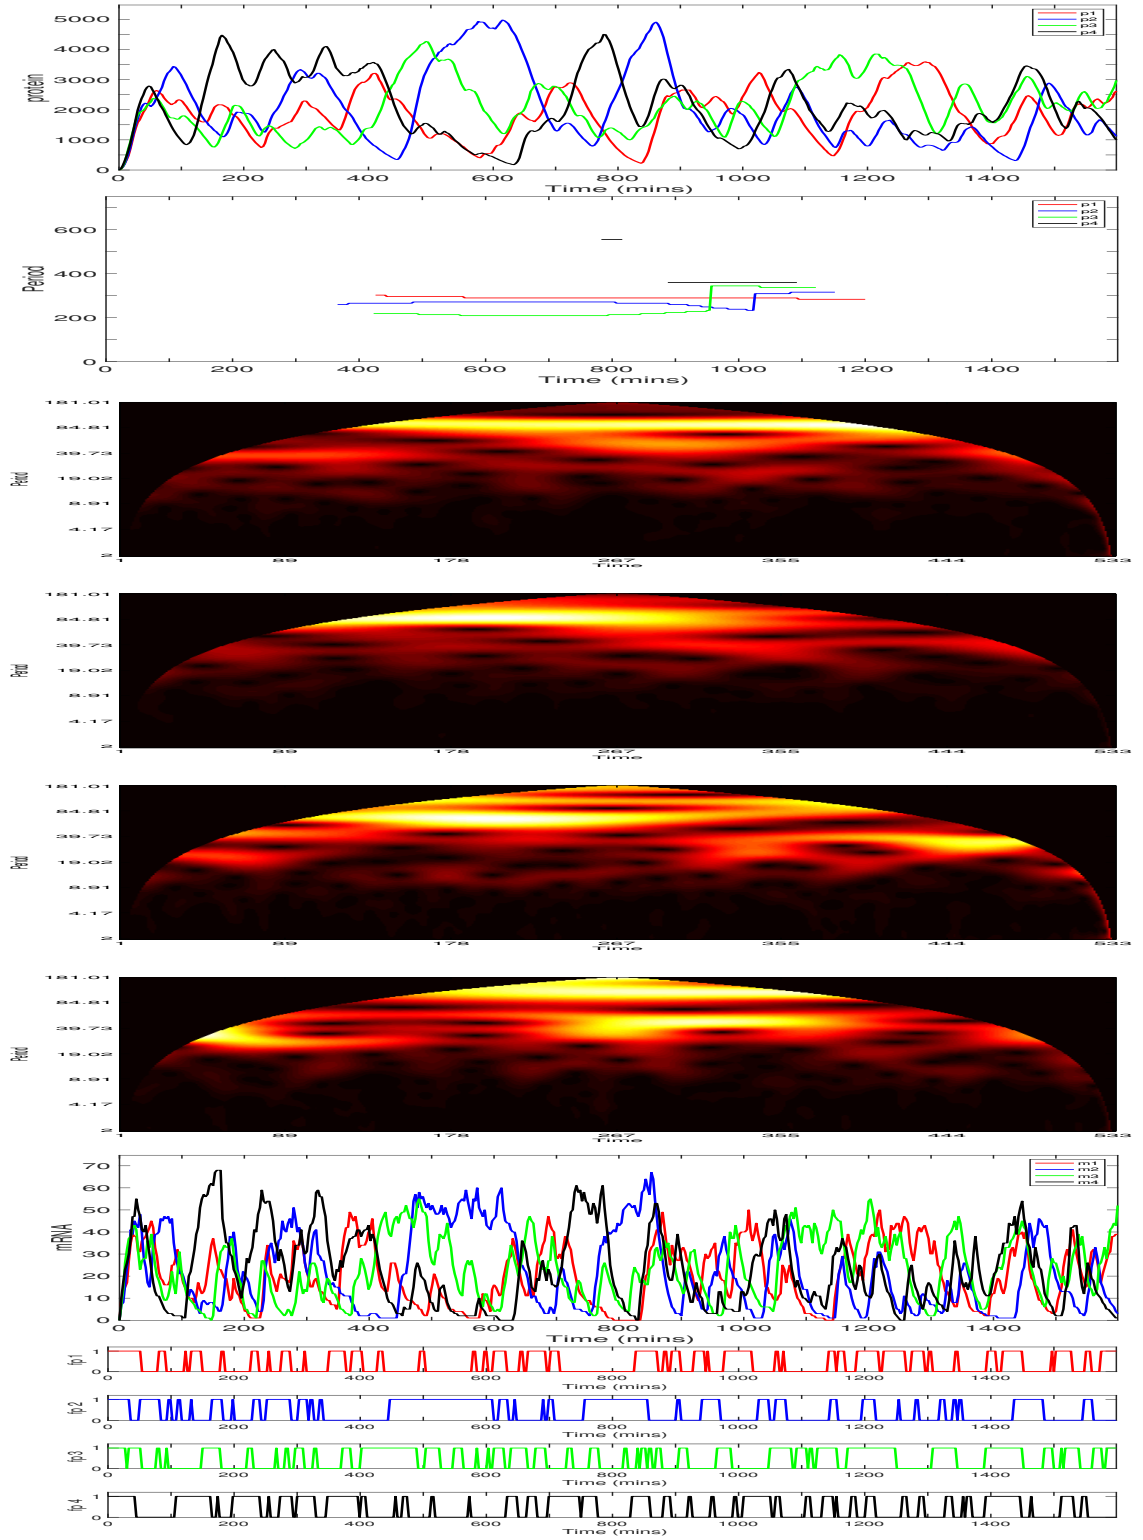 5000
4000
3000
2000
1000
0
protein
p1
p2
p3
p4
0 200 400 600 800 1000 1200 1400
Time (mins)
600
400
200
0
Period
p1
p2
p3
p4
0 200 400 600 800 1000 1200 1400
Time (mins)
181.01
84.81
39.73
19.02
8.91
4.17
2
Period
1 89 178 267 355 444 533
Time
181.01
84.81
39.73
19.02
8.91
4.17
2
Period
1 89 178 267 355 444 533
Time
181.01
84.81
39.73
19.02
8.91
4.17
2
Period
1 89 178 267 355 444 533
Time
181.01
84.81
39.73
19.02
8.91
4.17
2
Period
1 89 178 267 355 444 533
Time
70
60
50
40
30
20
10
0
mRNA
m1
m2
m3
m4
0 200 400 600 800 1000 1200 1400
Time (mins)
fp1
1
0
0 200 400 600 800 1000 1200 1400
Time (mins)
fp2
1
0
0 200 400 600 800 1000 1200 1400
Time (mins)
fp3
1
0
0 200 400 600 800 1000 1200 1400
Time (mins)
fp4
1
0
0 200 400 600 800 1000 1200 1400
Time (mins)